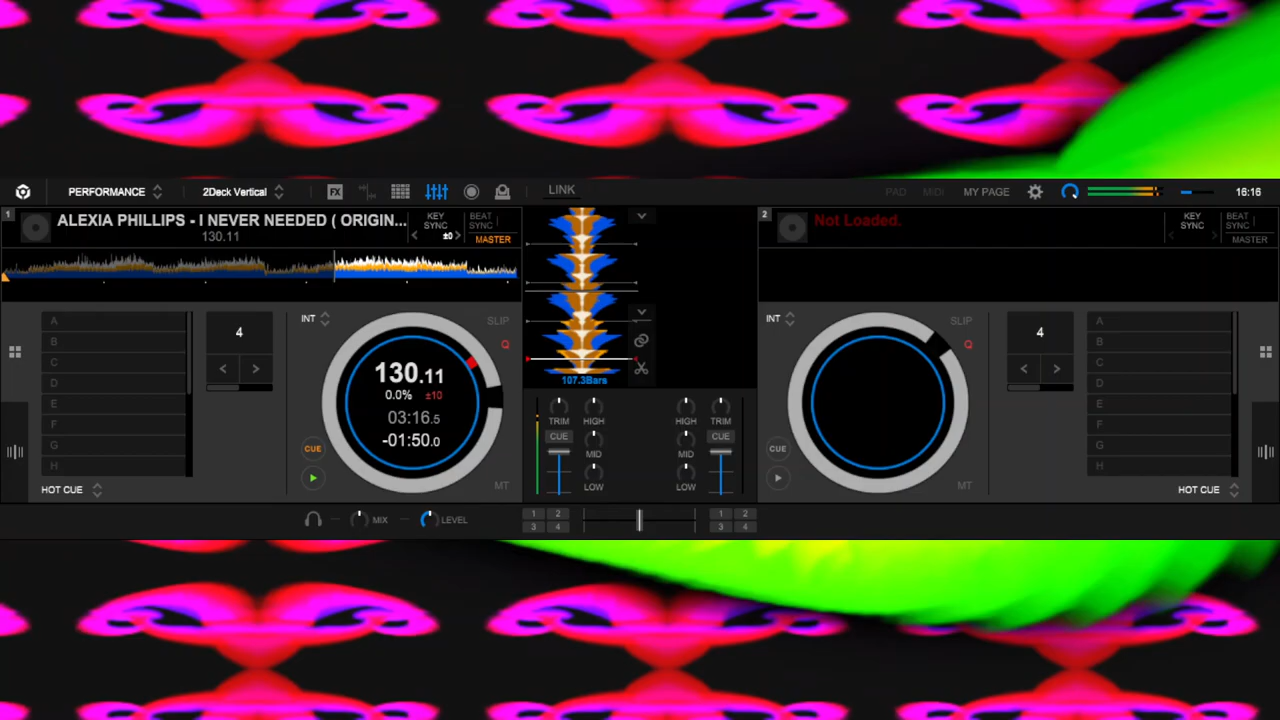 PERFORMANCE 2Deck Vertical FX LINK PAD MIDI MY PAGE 16:16
1 ALEXIA PHILLIPS - I NEVER NEEDED ( ORIGIN... KEY SYNC BEAT SYNC
130.11 ±0 MASTER
2 Not Loaded. KEY SYNC BEAT SYNC
MASTER
A
B
C
D
E
F
G
H
HOT CUE
4
INT
SLIP
Q
130.11
0.0% ±10
03:16.5
-01:50.0
CUE
MT
107.3Bars
TRIM HIGH HIGH TRIM
CUE CUE
MID MID
LOW LOW
INT
SLIP
Q
CUE
MT
4
A
B
C
D
E
F
G
H
HOT CUE
MIX LEVEL
1 2 1 2
3 4 3 4